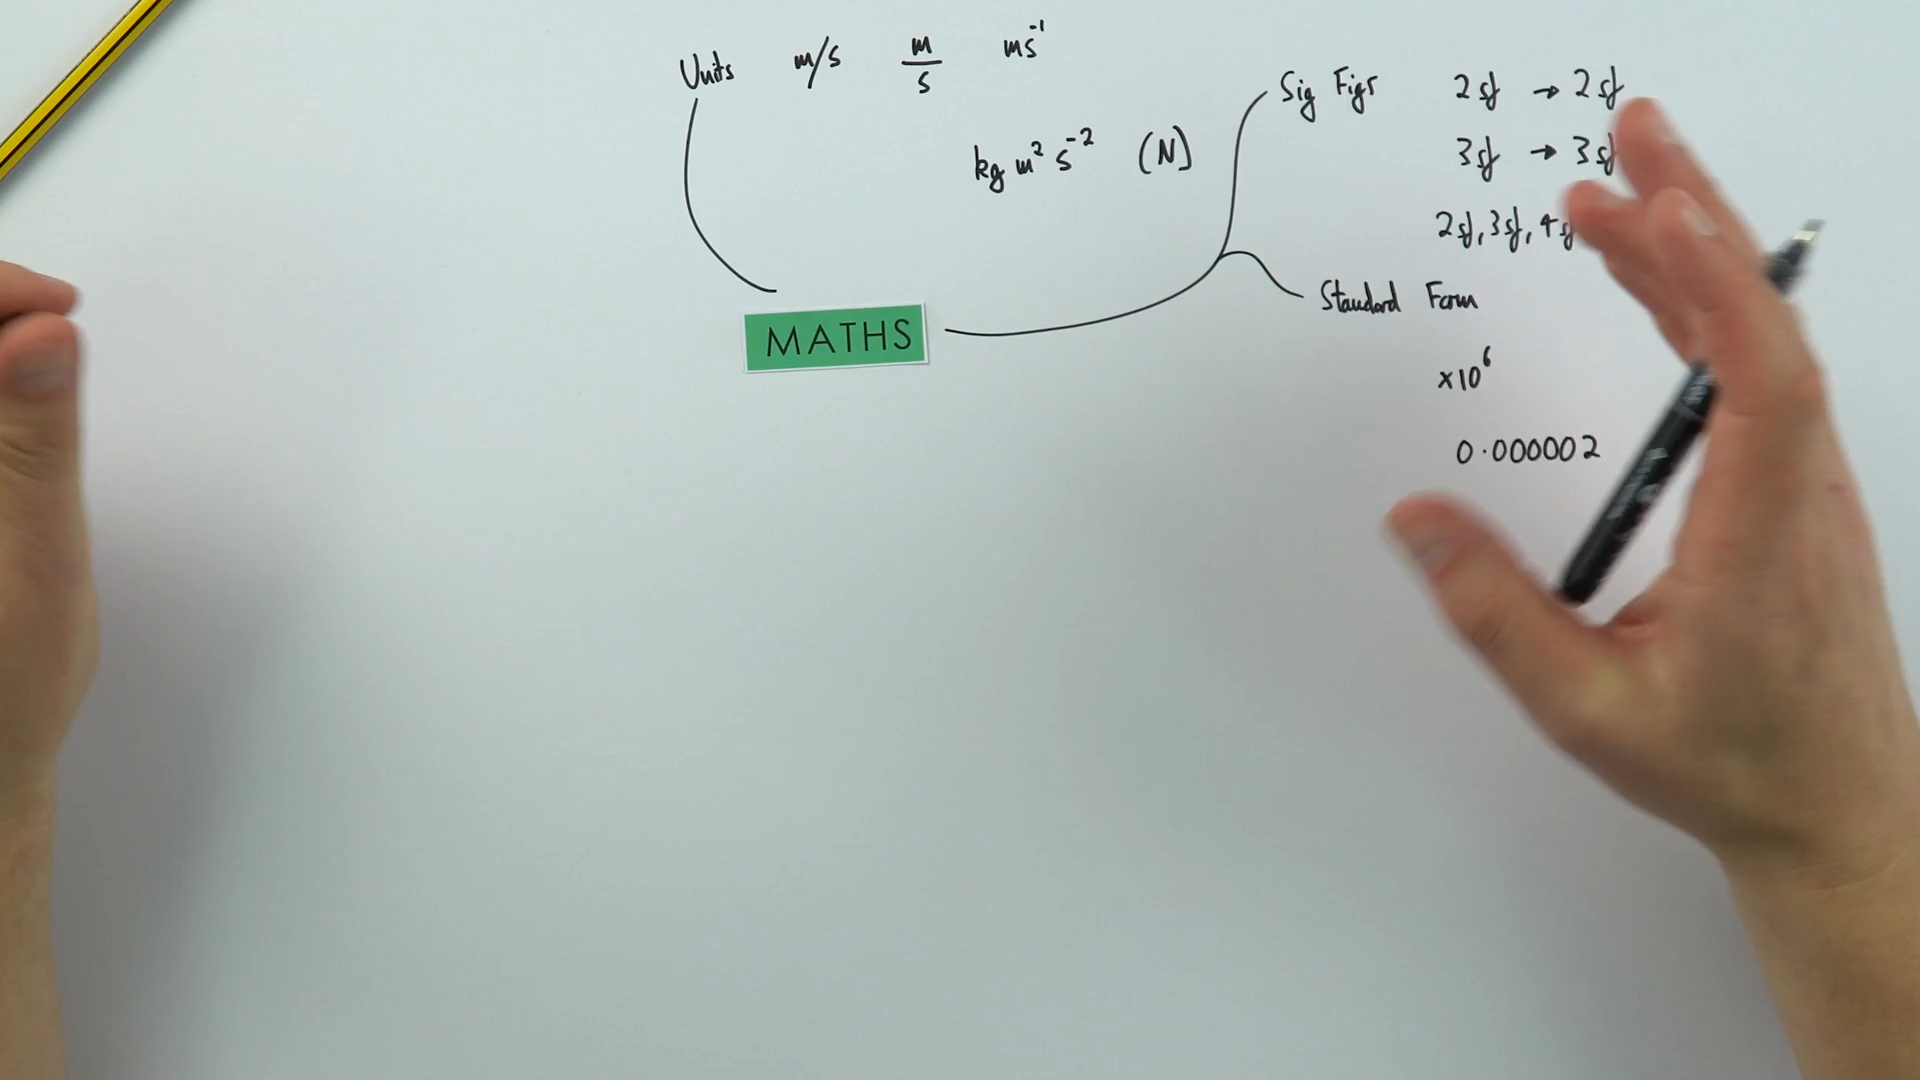 Units m/s m/s ms⁻¹
kg m² s⁻² (N)
MATHS
Sig Figs 2sf → 2sf
3sf → 3sf
2sf, 3sf, 4sf
Standard Form
x10⁶
0·000002